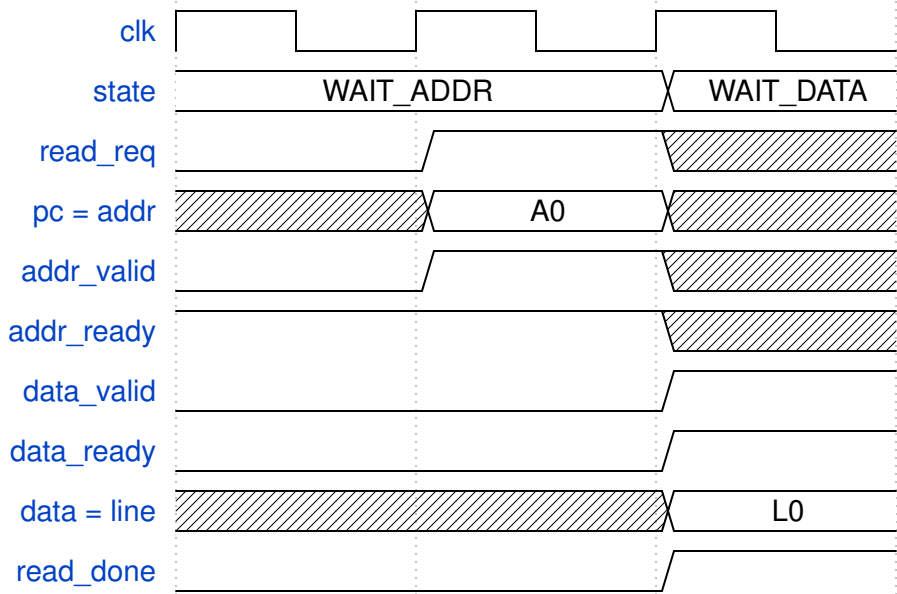 clk
state WAIT_ADDR WAIT_DATA
read_req
pc = addr A0
addr_valid
addr_ready
data_valid
data_ready
data = line L0
read_done